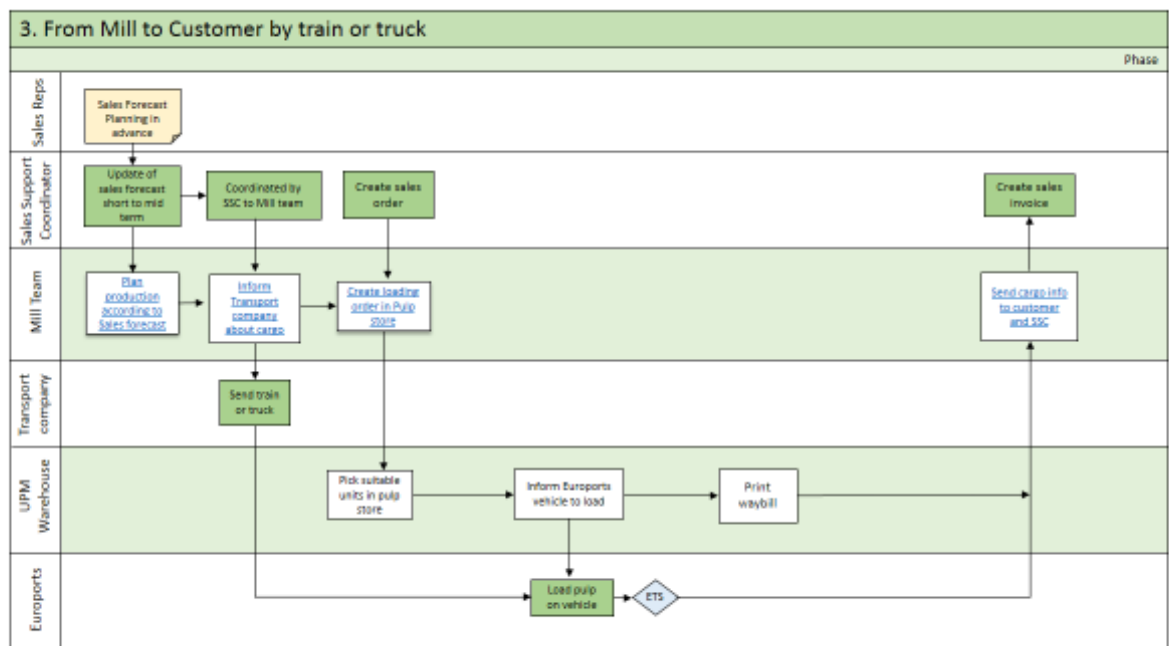 3. From Mill to Customer by train or truck
Phase
Sales Reps
Sales Forecast
Planning in
advance
Sales Support
Coordinator
Update of
sales forecast
short to mid
term
Coordinated by
SSC to Mill team
Create sales
order
Create sales
invoice
Mill Team
Plan
production
according to
Sales forecast
Inform
Transport
company
about cargo
Create loading
order in Pulp
store
Send cargo info
to customer
and SSC
Transport
company
Send train
or truck
UPM
Warehouse
Pick suitable
units in pulp
store
Inform Euroports
vehicle to load
Print
waybill
Euroports
Load pulp
on vehicle
ETS